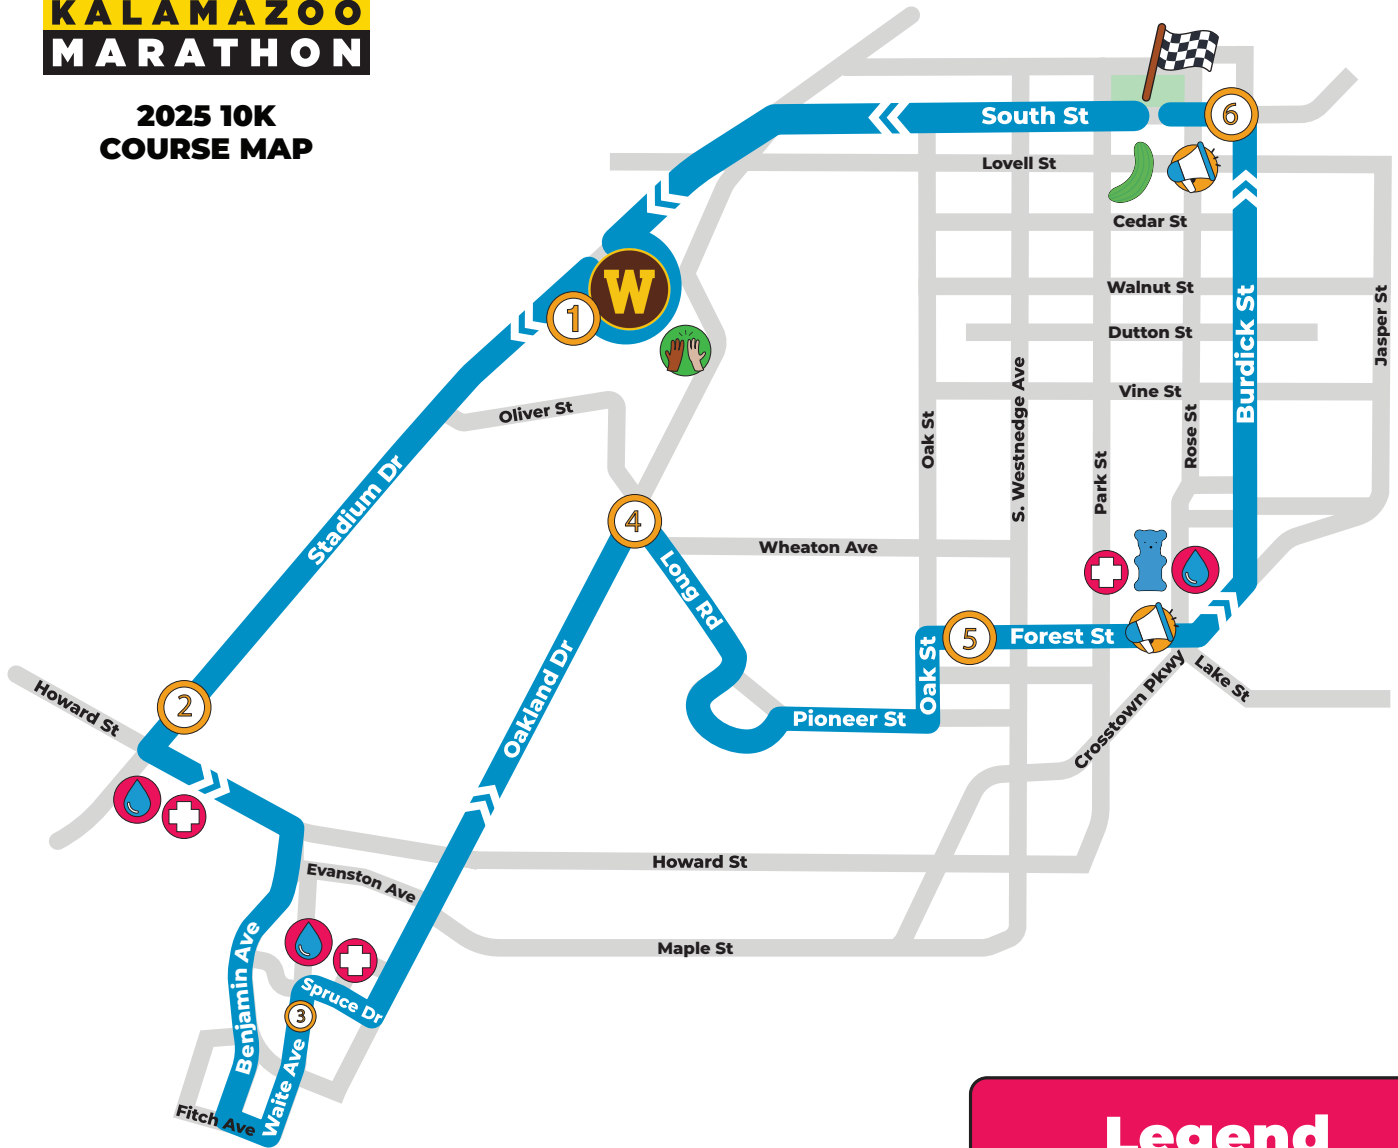 KALAMAZOO
MARATHON
2025 10K
COURSE MAP
South St
6
Lovell St
Cedar St
W
1
Walnut St
Dutton St
Jasper St
Burdick St
Vine St
Oliver St
Oak St
S. Westnedge Ave
Rose St
Park St
Stadium Dr
4
Wheaton Ave
Long Rd
5
Forest St
Oak St
Pioneer St
Lake St
Crosstown Pkwy
Oakland Dr
2
Howard St
Howard St
Evanston Ave
Maple St
Benjamin Ave
Spruce Dr
3
Waite Ave
Fitch Ave
Legend